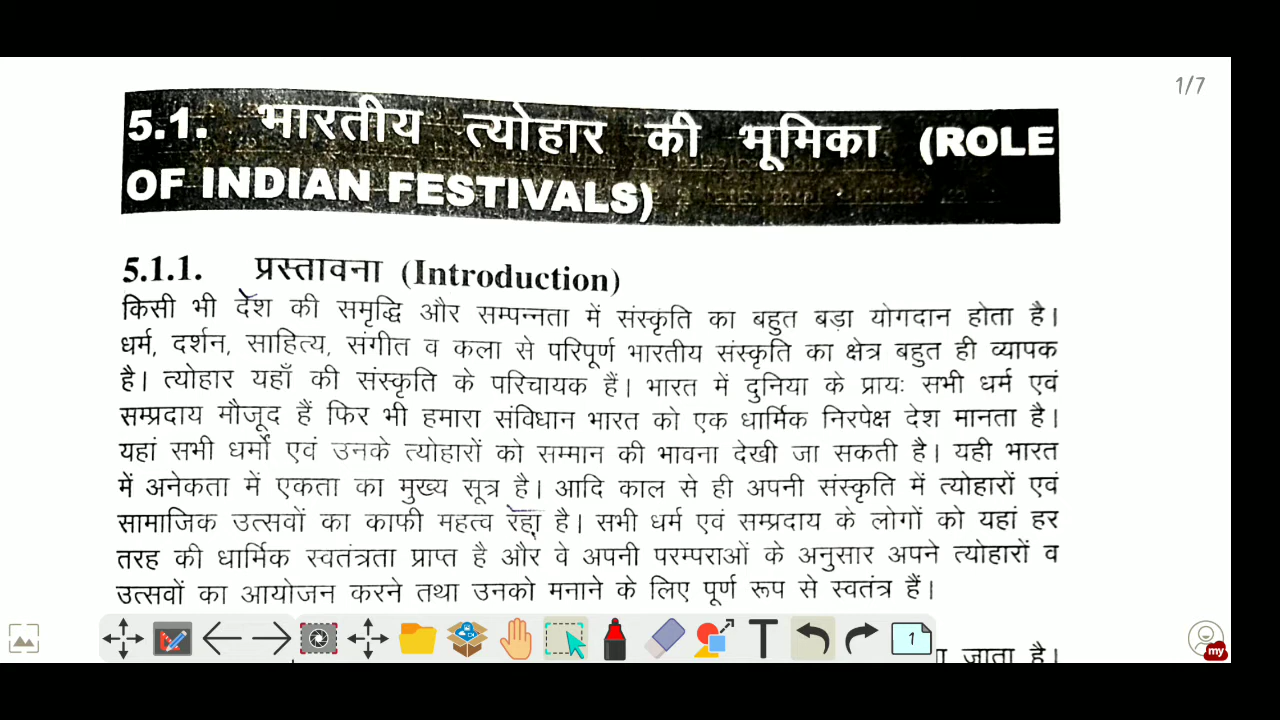 1/7
5.1. भारतीय त्योहार की भूमिका (ROLE
OF INDIAN FESTIVALS)
5.1.1. प्रस्तावना (Introduction)
किसी भी देश की समृद्धि और सम्पन्नता में संस्कृति का बहुत बड़ा योगदान होता है।
धर्म, दर्शन, साहित्य, संगीत व कला से परिपूर्ण भारतीय संस्कृति का क्षेत्र बहुत ही व्यापक
है। त्योहार यहाँ की संस्कृति के परिचायक हैं। भारत में दुनिया के प्रायः सभी धर्म एवं
सम्प्रदाय मौजूद हैं फिर भी हमारा संविधान भारत को एक धार्मिक निरपेक्ष देश मानता है।
यहां सभी धर्मों एवं उनके त्योहारों को सम्मान की भावना देखी जा सकती है। यही भारत
में अनेकता में एकता का मुख्य सूत्र है। आदि काल से ही अपनी संस्कृति में त्योहारों एवं
सामाजिक उत्सवों का काफी महत्व रहा है। सभी धर्म एवं सम्प्रदाय के लोगों को यहां हर
तरह की धार्मिक स्वतंत्रता प्राप्त है और वे अपनी परम्पराओं के अनुसार अपने त्योहारों व
उत्सवों का आयोजन करने तथा उनको मनाने के लिए पूर्ण रूप से स्वतंत्र हैं।
T 1 my
जाता है।